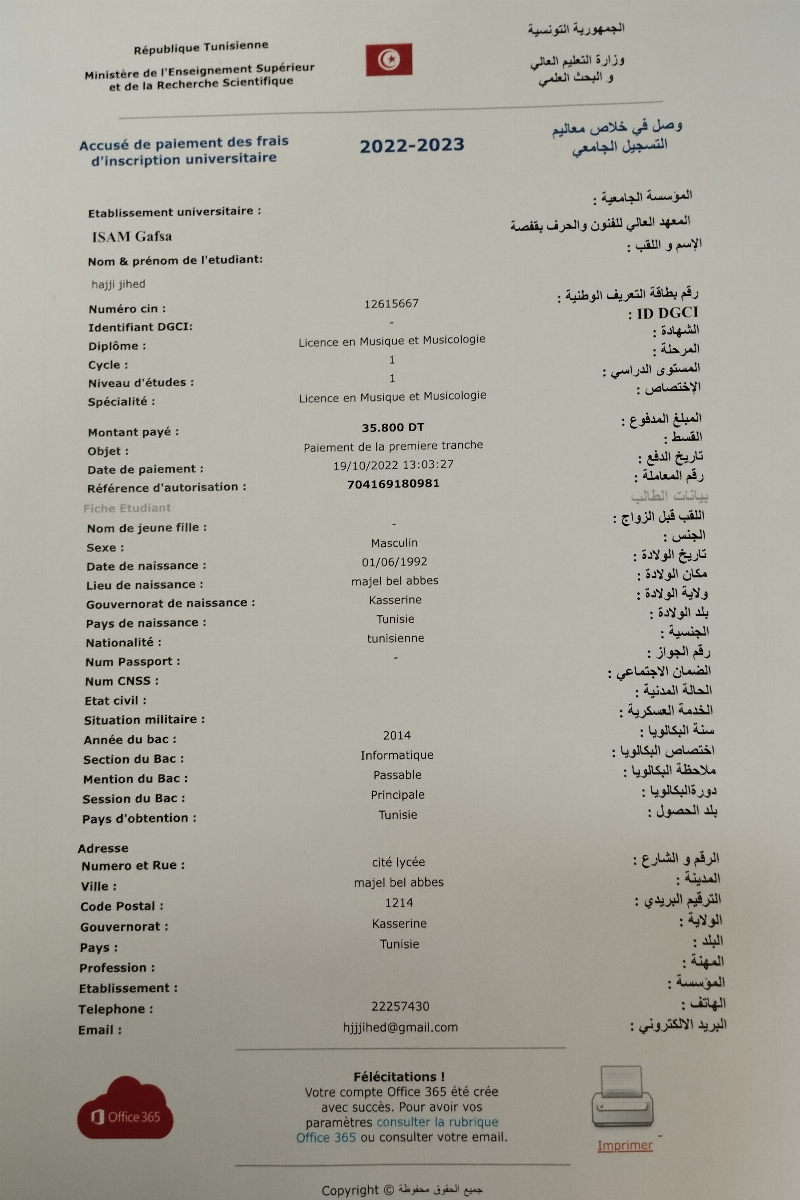 République Tunisienne
Ministère de l'Enseignement Supérieur
et de la Recherche Scientifique
الجمهورية التونسية
وزارة التعليم العالي
و البحث العلمي
Accusé de paiement des frais
d'inscription universitaire
2022-2023
وصل في خلاص معاليم
التسجيل الجامعي
Etablissement universitaire :
المؤسسة الجامعية :
ISAM Gafsa
المعهد العالي للفنون والحرف بقفصة
Nom & prénom de l'etudiant:
الإسم و اللقب :
hajji jihed
Numéro cin : 12615667 رقم بطاقة التعريف الوطنية :
Identifiant DGCI: - ID DGCI :
Diplôme : Licence en Musique et Musicologie الشهادة :
Cycle : 1 المرحلة :
Niveau d'études : 1 المستوى الدراسي :
Spécialité : Licence en Musique et Musicologie الإختصاص :
Montant payé : 35.800 DT المبلغ المدفوع :
Objet : Paiement de la premiere tranche القسط :
Date de paiement : 19/10/2022 13:03:27 تاريخ الدفع :
Référence d'autorisation : 704169180981 رقم المعاملة :
Fiche Etudiant بيانات الطالب
Nom de jeune fille : - اللقب قبل الزواج :
Sexe : Masculin الجنس :
Date de naissance : 01/06/1992 تاريخ الولادة :
Lieu de naissance : majel bel abbes مكان الولادة :
Gouvernorat de naissance : Kasserine ولاية الولادة :
Pays de naissance : Tunisie بلد الولادة :
Nationalité : tunisienne الجنسية :
Num Passport : - رقم الجواز :
Num CNSS : الضمان الاجتماعي :
Etat civil : الحالة المدنية :
Situation militaire : الخدمة العسكرية :
Année du bac : 2014 سنة البكالويا :
Section du Bac : Informatique اختصاص البكالويا :
Mention du Bac : Passable ملاحظة البكالويا :
Session du Bac : Principale دورةالبكالويا :
Pays d'obtention : Tunisie بلد الحصول :
Adresse
Numero et Rue : cité lycée الرقم و الشارع :
Ville : majel bel abbes المدينة :
Code Postal : 1214 الترقيم البريدي :
Gouvernorat : Kasserine الولاية :
Pays : Tunisie البلد :
Profession : المهنة :
Etablissement : المؤسسة :
Telephone : 22257430 الهاتف :
Email : hjjjihed@gmail.com البريد الالكتروني :
Office 365
Félécitations !
Votre compte Office 365 été crée
avec succès. Pour avoir vos
paramètres consulter la rubrique
Office 365 ou consulter votre email.
Imprimer
Copyright © جميع الحقوق محفوظة